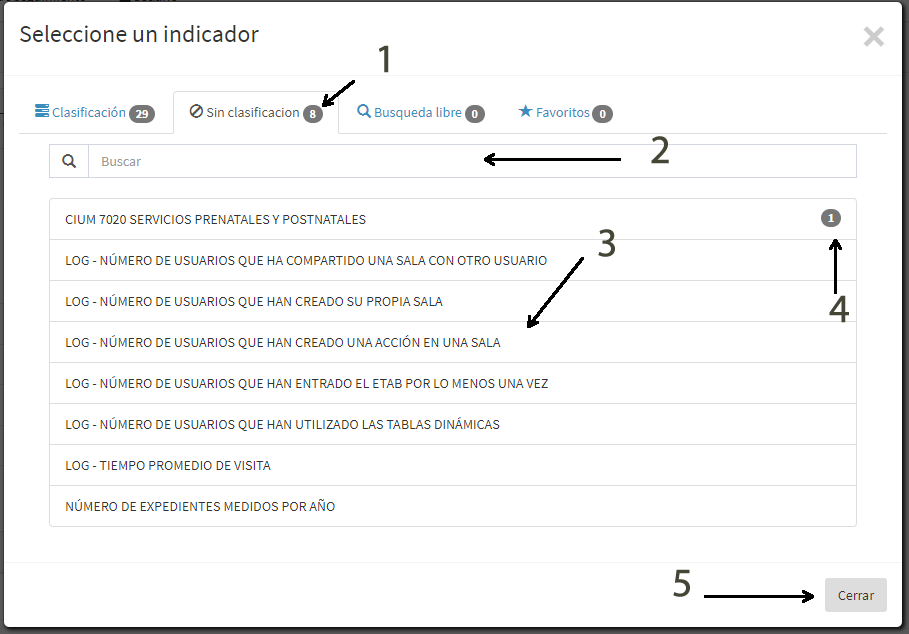 Seleccione un indicador
×
1
Clasificación 29 Sin clasificacion 8 Busqueda libre 0 Favoritos 0
Buscar
2
CIUM 7020 SERVICIOS PRENATALES Y POSTNATALES 1
3
LOG - NÚMERO DE USUARIOS QUE HA COMPARTIDO UNA SALA CON OTRO USUARIO
LOG - NÚMERO DE USUARIOS QUE HAN CREADO SU PROPIA SALA
4
LOG - NÚMERO DE USUARIOS QUE HAN CREADO UNA ACCIÓN EN UNA SALA
LOG - NÚMERO DE USUARIOS QUE HAN ENTRADO EL ETAB POR LO MENOS UNA VEZ
LOG - NÚMERO DE USUARIOS QUE HAN UTILIZADO LAS TABLAS DINÁMICAS
LOG - TIEMPO PROMEDIO DE VISITA
NÚMERO DE EXPEDIENTES MEDIDOS POR AÑO
5
Cerrar